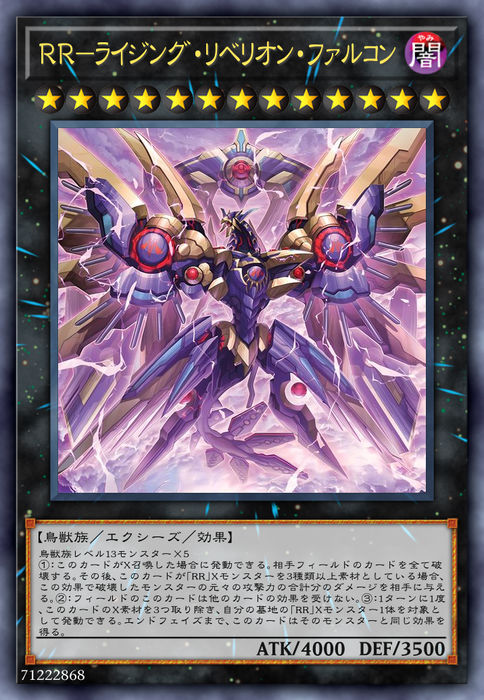 RR－ライジング・リベリオン・ファルコン
やみ
闇
【鳥獣族／エクシーズ／効果】
鳥獣族レベル13モンスター×5
①：このカードがX召喚した場合に発動できる。相手フィールドのカードを全て破
壊する。その後、このカードが「RR」Xモンスターを3種類以上素材としている場合、
この効果で破壊したモンスターの元々の攻撃力の合計分のダメージを相手に与え
る。②：フィールドのこのカードは他のカードの効果を受けない。③：1ターンに1度
、このカードのX素材を3つ取り除き、自分の墓地の「RR」Xモンスター1体を対象と
して発動できる。エンドフェイズまで、このカードはそのモンスターと同じ効果を
得る。
ATK/4000 DEF/3500
71222868